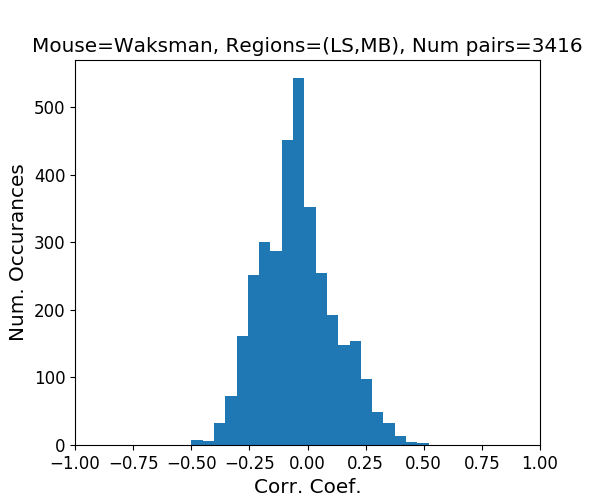 Mouse=Waksman, Regions=(LS,MB), Num pairs=3416
Num. Occurances
500
400
300
200
100
0
−1.00 −0.75 −0.50 −0.25 0.00 0.25 0.50 0.75 1.00
Corr. Coef.